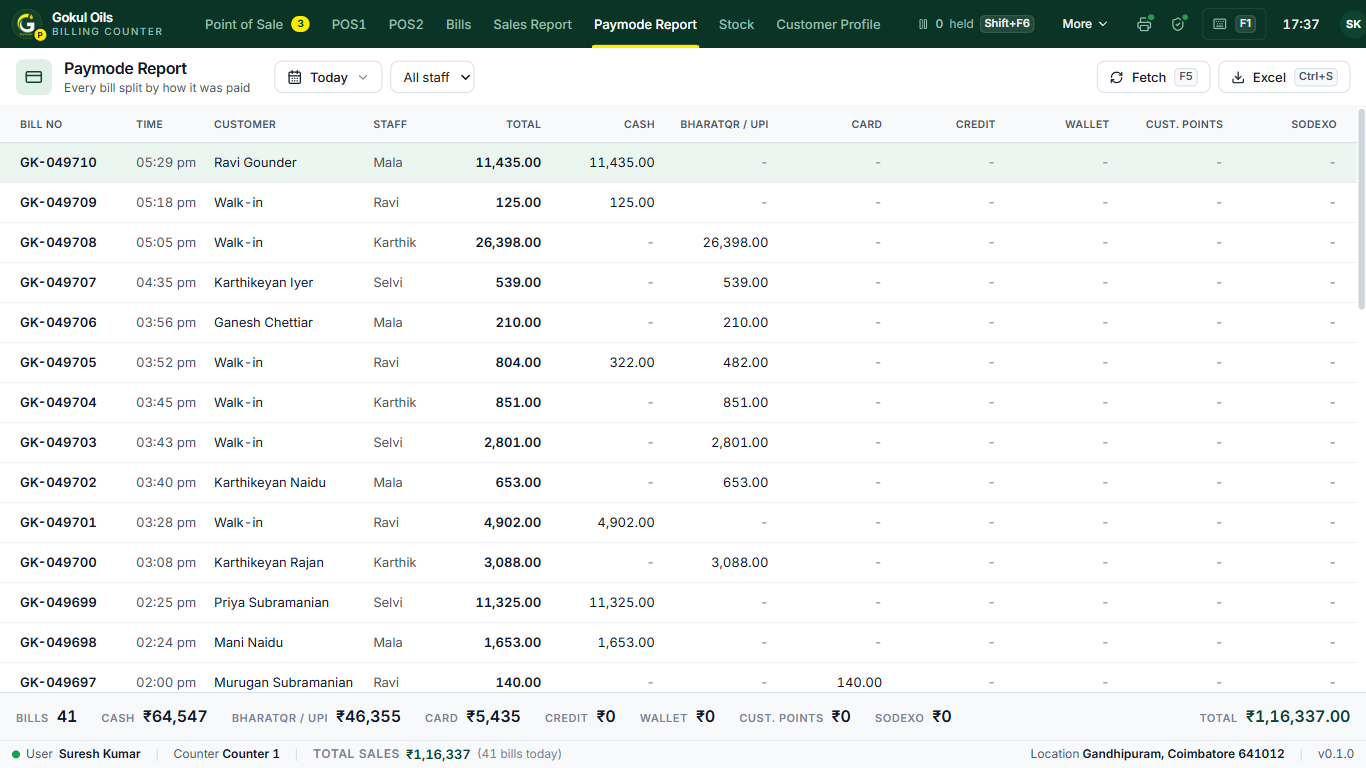 Gokul Oils
BILLING COUNTER
P
Point of Sale 3 POS1 POS2 Bills Sales Report Paymode Report Stock Customer Profile 0 held Shift+F6 More F1 17:37 SK
Paymode Report
Every bill split by how it was paid
Today All staff Fetch F5 Excel Ctrl+S
BILL NO TIME CUSTOMER STAFF TOTAL CASH BHARATQR / UPI CARD CREDIT WALLET CUST. POINTS SODEXO
GK-049710 05:29 pm Ravi Gounder Mala 11,435.00 11,435.00 - - - - - -
GK-049709 05:18 pm Walk-in Ravi 125.00 125.00 - - - - - -
GK-049708 05:05 pm Walk-in Karthik 26,398.00 - 26,398.00 - - - - -
GK-049707 04:35 pm Karthikeyan Iyer Selvi 539.00 - 539.00 - - - - -
GK-049706 03:56 pm Ganesh Chettiar Mala 210.00 - 210.00 - - - - -
GK-049705 03:52 pm Walk-in Ravi 804.00 322.00 482.00 - - - - -
GK-049704 03:45 pm Walk-in Karthik 851.00 - 851.00 - - - - -
GK-049703 03:43 pm Walk-in Selvi 2,801.00 - 2,801.00 - - - - -
GK-049702 03:40 pm Karthikeyan Naidu Mala 653.00 - 653.00 - - - - -
GK-049701 03:28 pm Walk-in Ravi 4,902.00 4,902.00 - - - - - -
GK-049700 03:08 pm Karthikeyan Rajan Karthik 3,088.00 - 3,088.00 - - - - -
GK-049699 02:25 pm Priya Subramanian Selvi 11,325.00 11,325.00 - - - - - -
GK-049698 02:24 pm Mani Naidu Mala 1,653.00 1,653.00 - - - - - -
GK-049697 02:00 pm Murugan Subramanian Ravi 140.00 - - 140.00 - - - -
BILLS 41 CASH ₹64,547 BHARATQR / UPI ₹46,355 CARD ₹5,435 CREDIT ₹0 WALLET ₹0 CUST. POINTS ₹0 SODEXO ₹0 TOTAL ₹1,16,337.00
User Suresh Kumar Counter Counter 1 TOTAL SALES ₹1,16,337 (41 bills today) Location Gandhipuram, Coimbatore 641012 v0.1.0